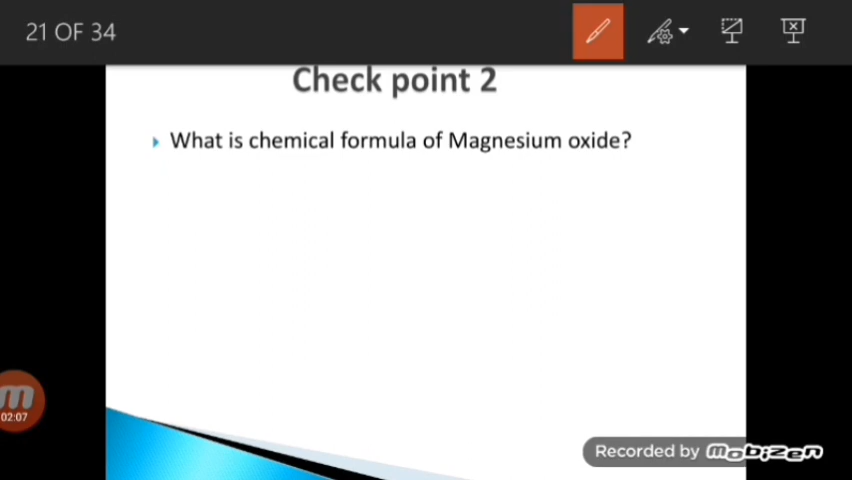 21 OF 34
Check point 2
What is chemical formula of Magnesium oxide?
02:07
Recorded by mobizen